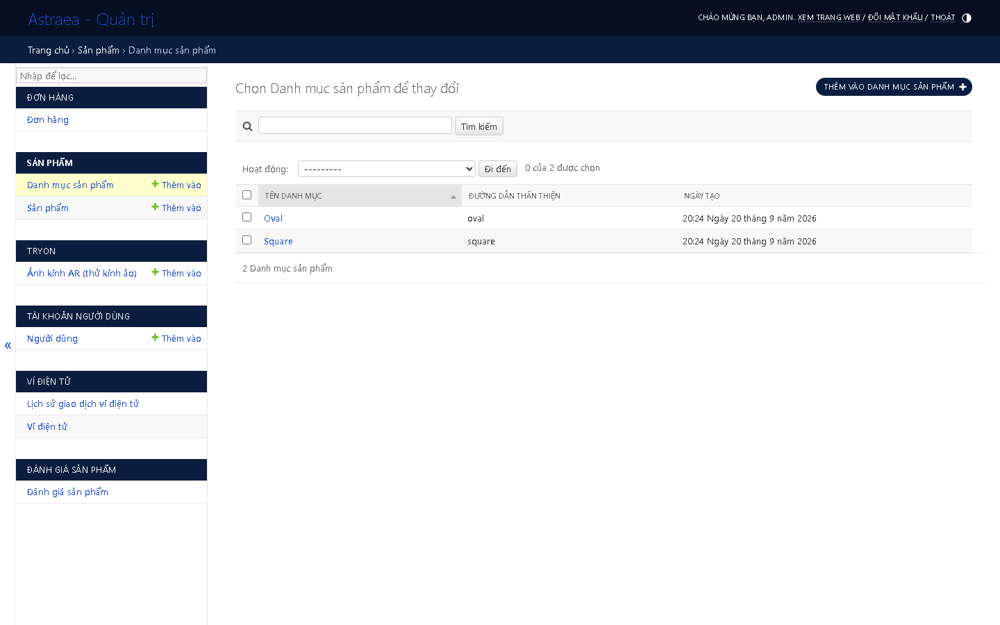 Astraea - Quản trị
CHÀO MỪNG BẠN, ADMIN. XEM TRANG WEB / ĐỔI MẬT KHẨU / THOÁT
Trang chủ › Sản phẩm › Danh mục sản phẩm
Nhập để lọc...
ĐƠN HÀNG
Đơn hàng
SẢN PHẨM
Danh mục sản phẩm Thêm vào
Sản phẩm Thêm vào
TRYON
Ảnh kính AR (thử kính ảo) Thêm vào
TÀI KHOẢN NGƯỜI DÙNG
Người dùng Thêm vào
VÍ ĐIỆN TỬ
Lịch sử giao dịch ví điện tử
Ví điện tử
ĐÁNH GIÁ SẢN PHẨM
Đánh giá sản phẩm
«
Chọn Danh mục sản phẩm để thay đổi
THÊM VÀO DANH MỤC SẢN PHẨM
Tìm kiếm
Hoạt động: --------- Đi đến 0 của 2 được chọn
TÊN DANH MỤC ĐƯỜNG DẪN THÂN THIỆN NGÀY TẠO
Oval oval 20:24 Ngày 20 tháng 9 năm 2026
Square square 20:24 Ngày 20 tháng 9 năm 2026
2 Danh mục sản phẩm